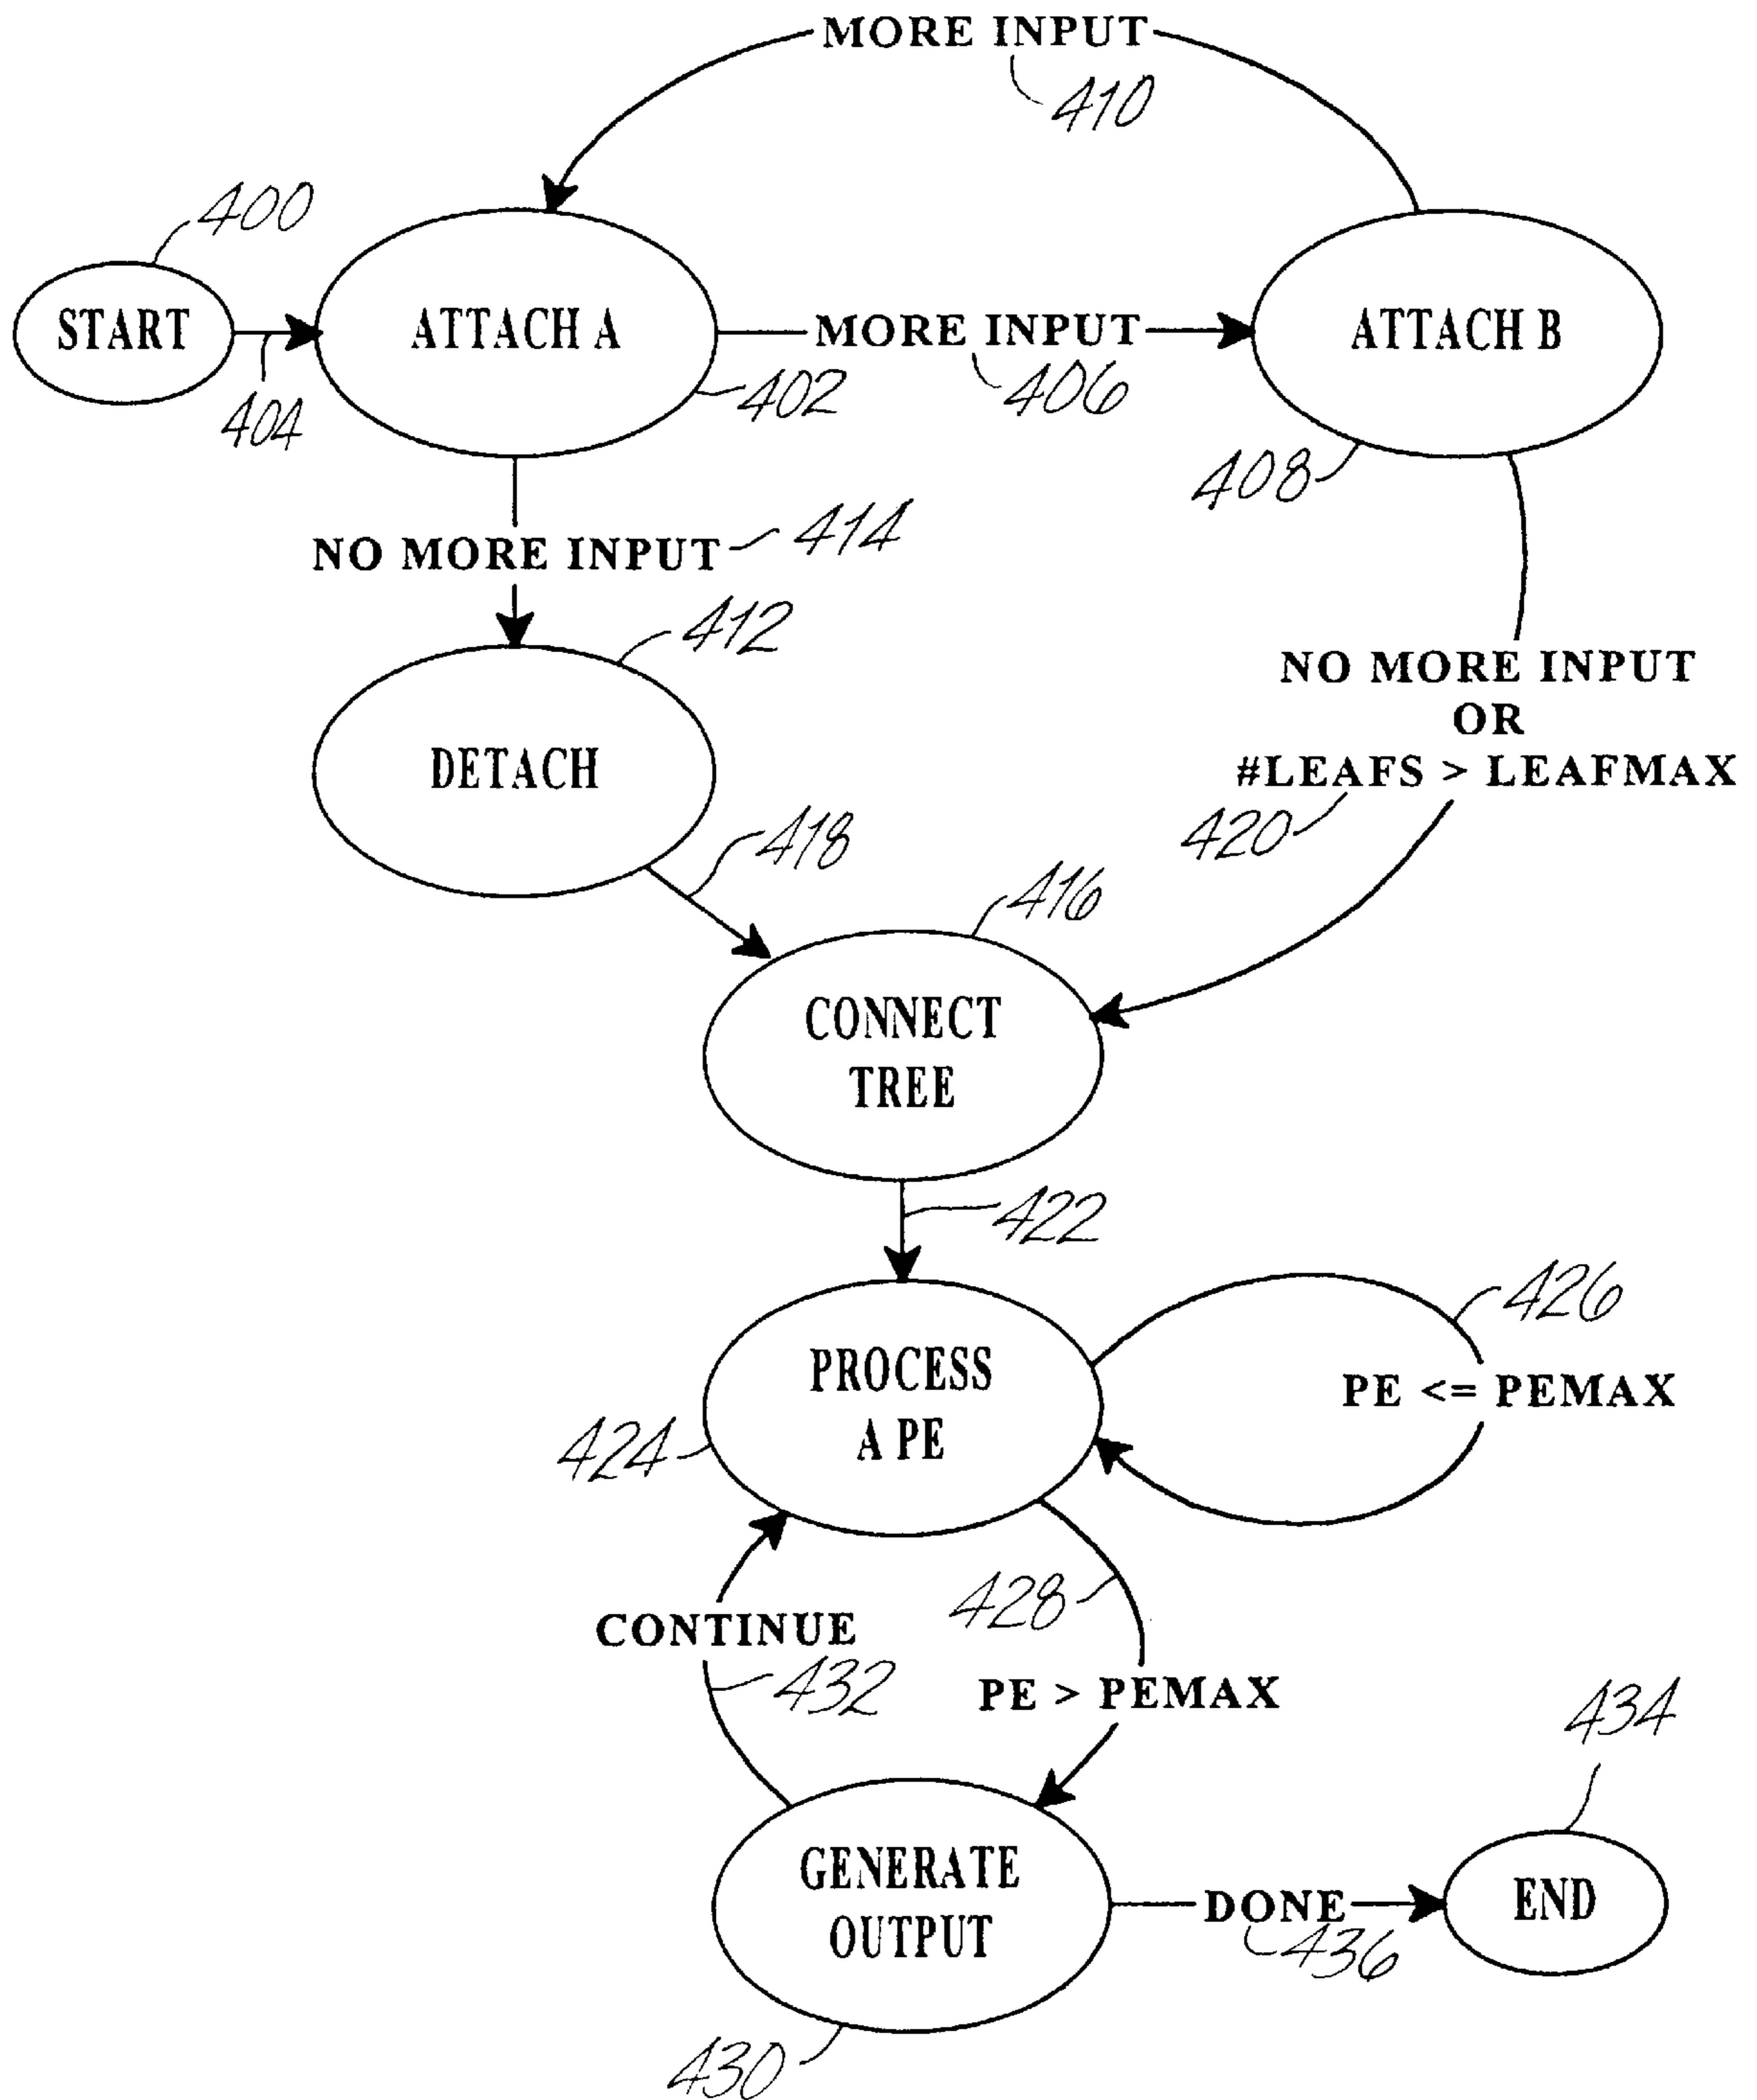 MORE INPUT
410
400
START
404
ATTACH A
402
MORE INPUT
406
ATTACH B
408
NO MORE INPUT
414
412
DETACH
418
NO MORE INPUT
OR
#LEAFS > LEAFMAX
420
416
CONNECT
TREE
422
426
PROCESS
A PE
424
PE <= PEMAX
428
CONTINUE
432
PE > PEMAX
434
GENERATE
OUTPUT
430
DONE
436
END